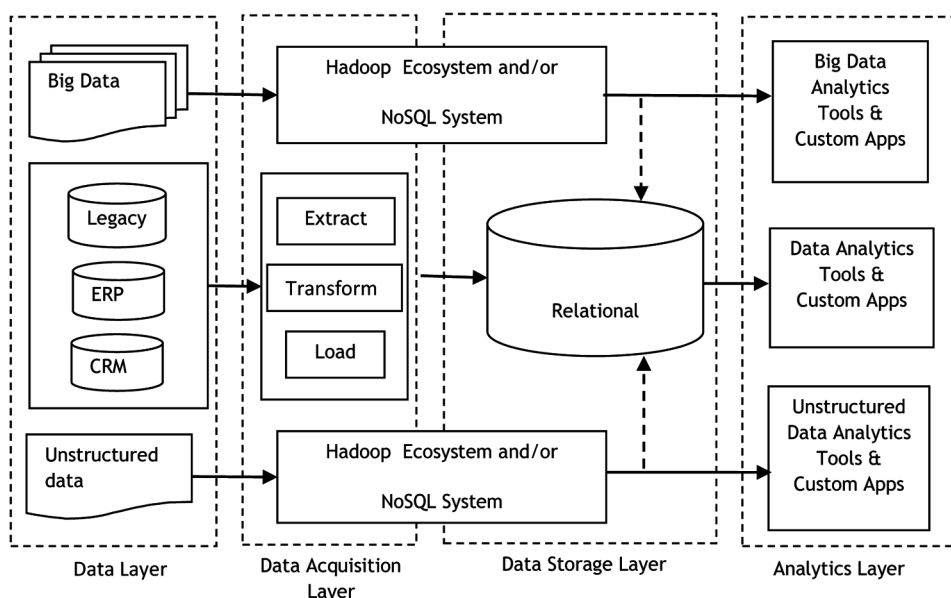 Big Data
Hadoop Ecosystem and/or
NoSQL System
Big Data
Analytics
Tools &
Custom Apps
Legacy
ERP
CRM
Extract
Transform
Load
Relational
Data Analytics
Tools &
Custom Apps
Unstructured
data
Hadoop Ecosystem and/or
NoSQL System
Unstructured
Data Analytics
Tools &
Custom Apps
Data Layer
Data Acquisition
Layer
Data Storage Layer
Analytics Layer